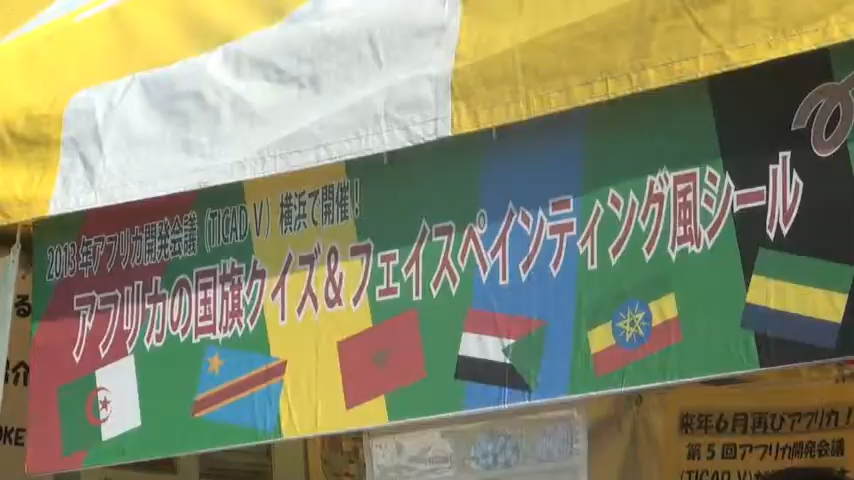 2013年アフリカ開発会議（TICAD V）横浜で開催！
アフリカの国旗クイズ&フェイスペインティング風シール
来年6月再びアフリカ！
第5回アフリカ開発会議
(TICAD V)
る
介
OKE